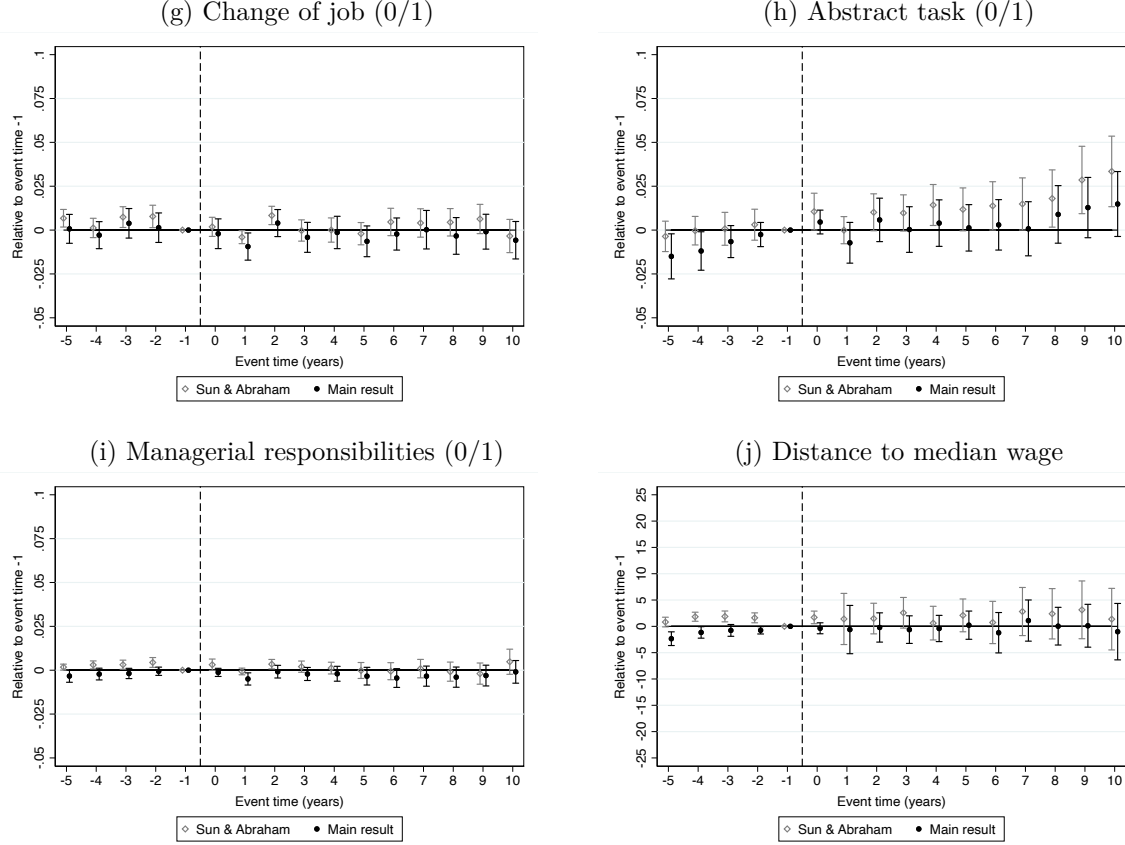 (g) Change of job (0/1)
Relative to event time -1
.1
.075
.05
.025
0
-.025
-.05
-5 -4 -3 -2 -1 0 1 2 3 4 5 6 7 8 9 10
Event time (years)
Sun & Abraham Main result
(h) Abstract task (0/1)
Relative to event time -1
.1
.075
.05
.025
0
-.025
-.05
-5 -4 -3 -2 -1 0 1 2 3 4 5 6 7 8 9 10
Event time (years)
Sun & Abraham Main result
(i) Managerial responsibilities (0/1)
Relative to event time -1
.1
.075
.05
.025
0
-.025
-.05
-5 -4 -3 -2 -1 0 1 2 3 4 5 6 7 8 9 10
Event time (years)
Sun & Abraham Main result
(j) Distance to median wage
Relative to event time -1
25
20
15
10
5
0
-5
-10
-15
-20
-25
-5 -4 -3 -2 -1 0 1 2 3 4 5 6 7 8 9 10
Event time (years)
Sun & Abraham Main result